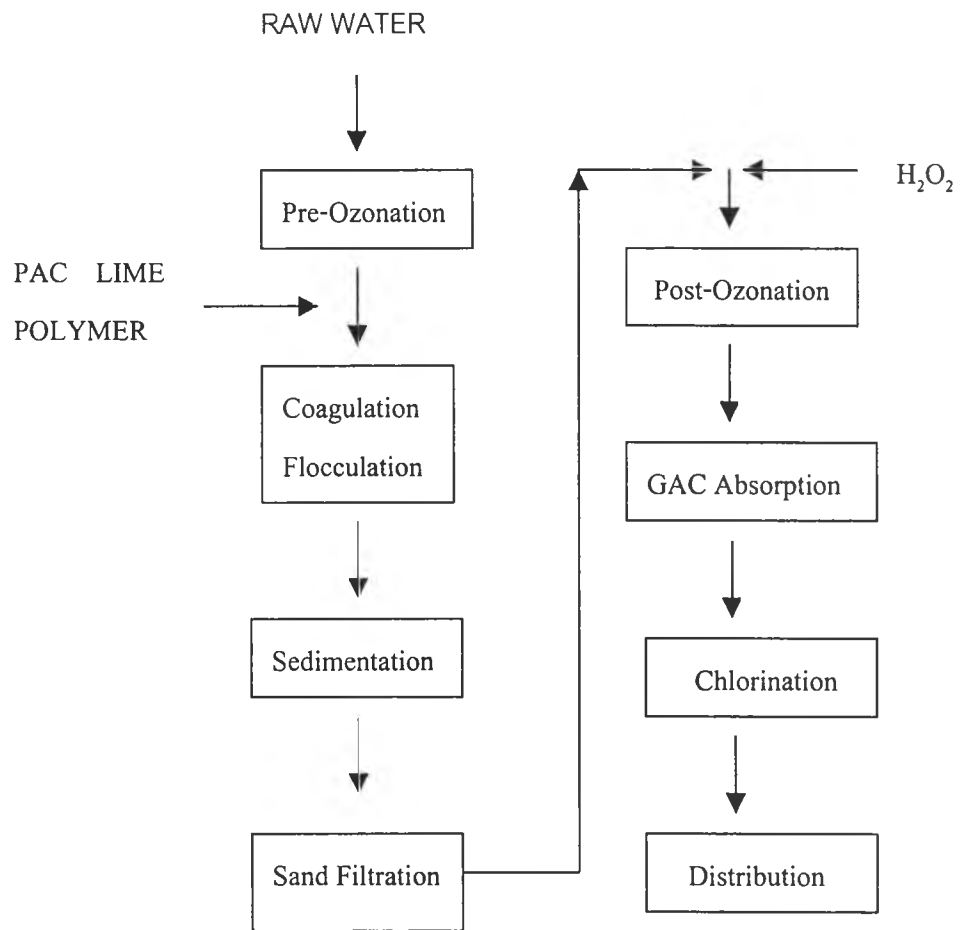 RAW WATER
Pre-Ozonation
PAC LIME
POLYMER
Coagulation
Flocculation
Sedimentation
Sand Filtration
H₂O₂
Post-Ozonation
GAC Absorption
Chlorination
Distribution